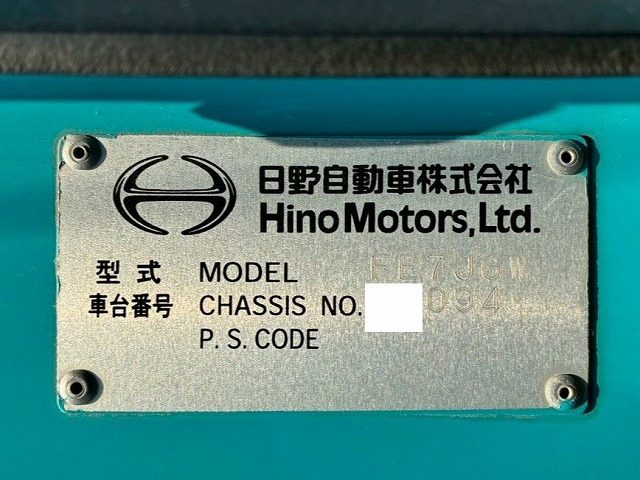 日野自動車株式会社
Hino Motors, Ltd.
型式 MODEL FE7JGW
車台番号 CHASSIS NO. 094
P. S. CODE